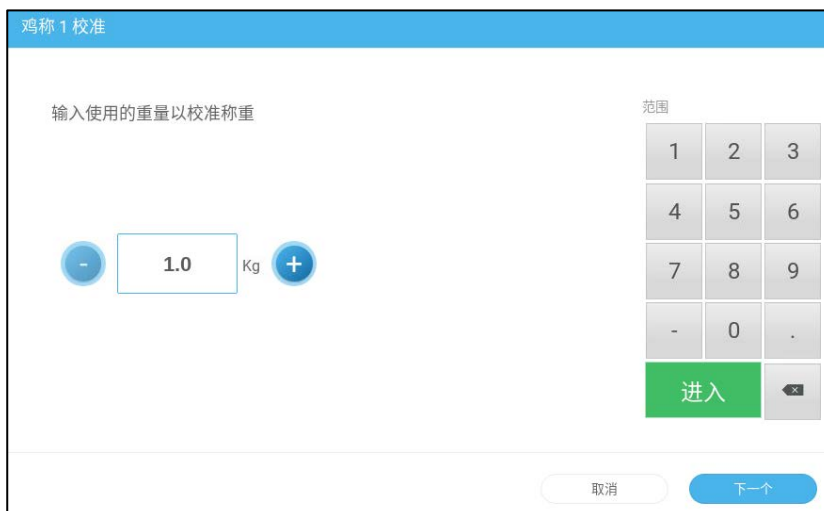 鸡称 1 校准
输入使用的重量以校准称重
范围
- 1.0 Kg +
1 2 3
4 5 6
7 8 9
- 0 .
进入
取消 下一个